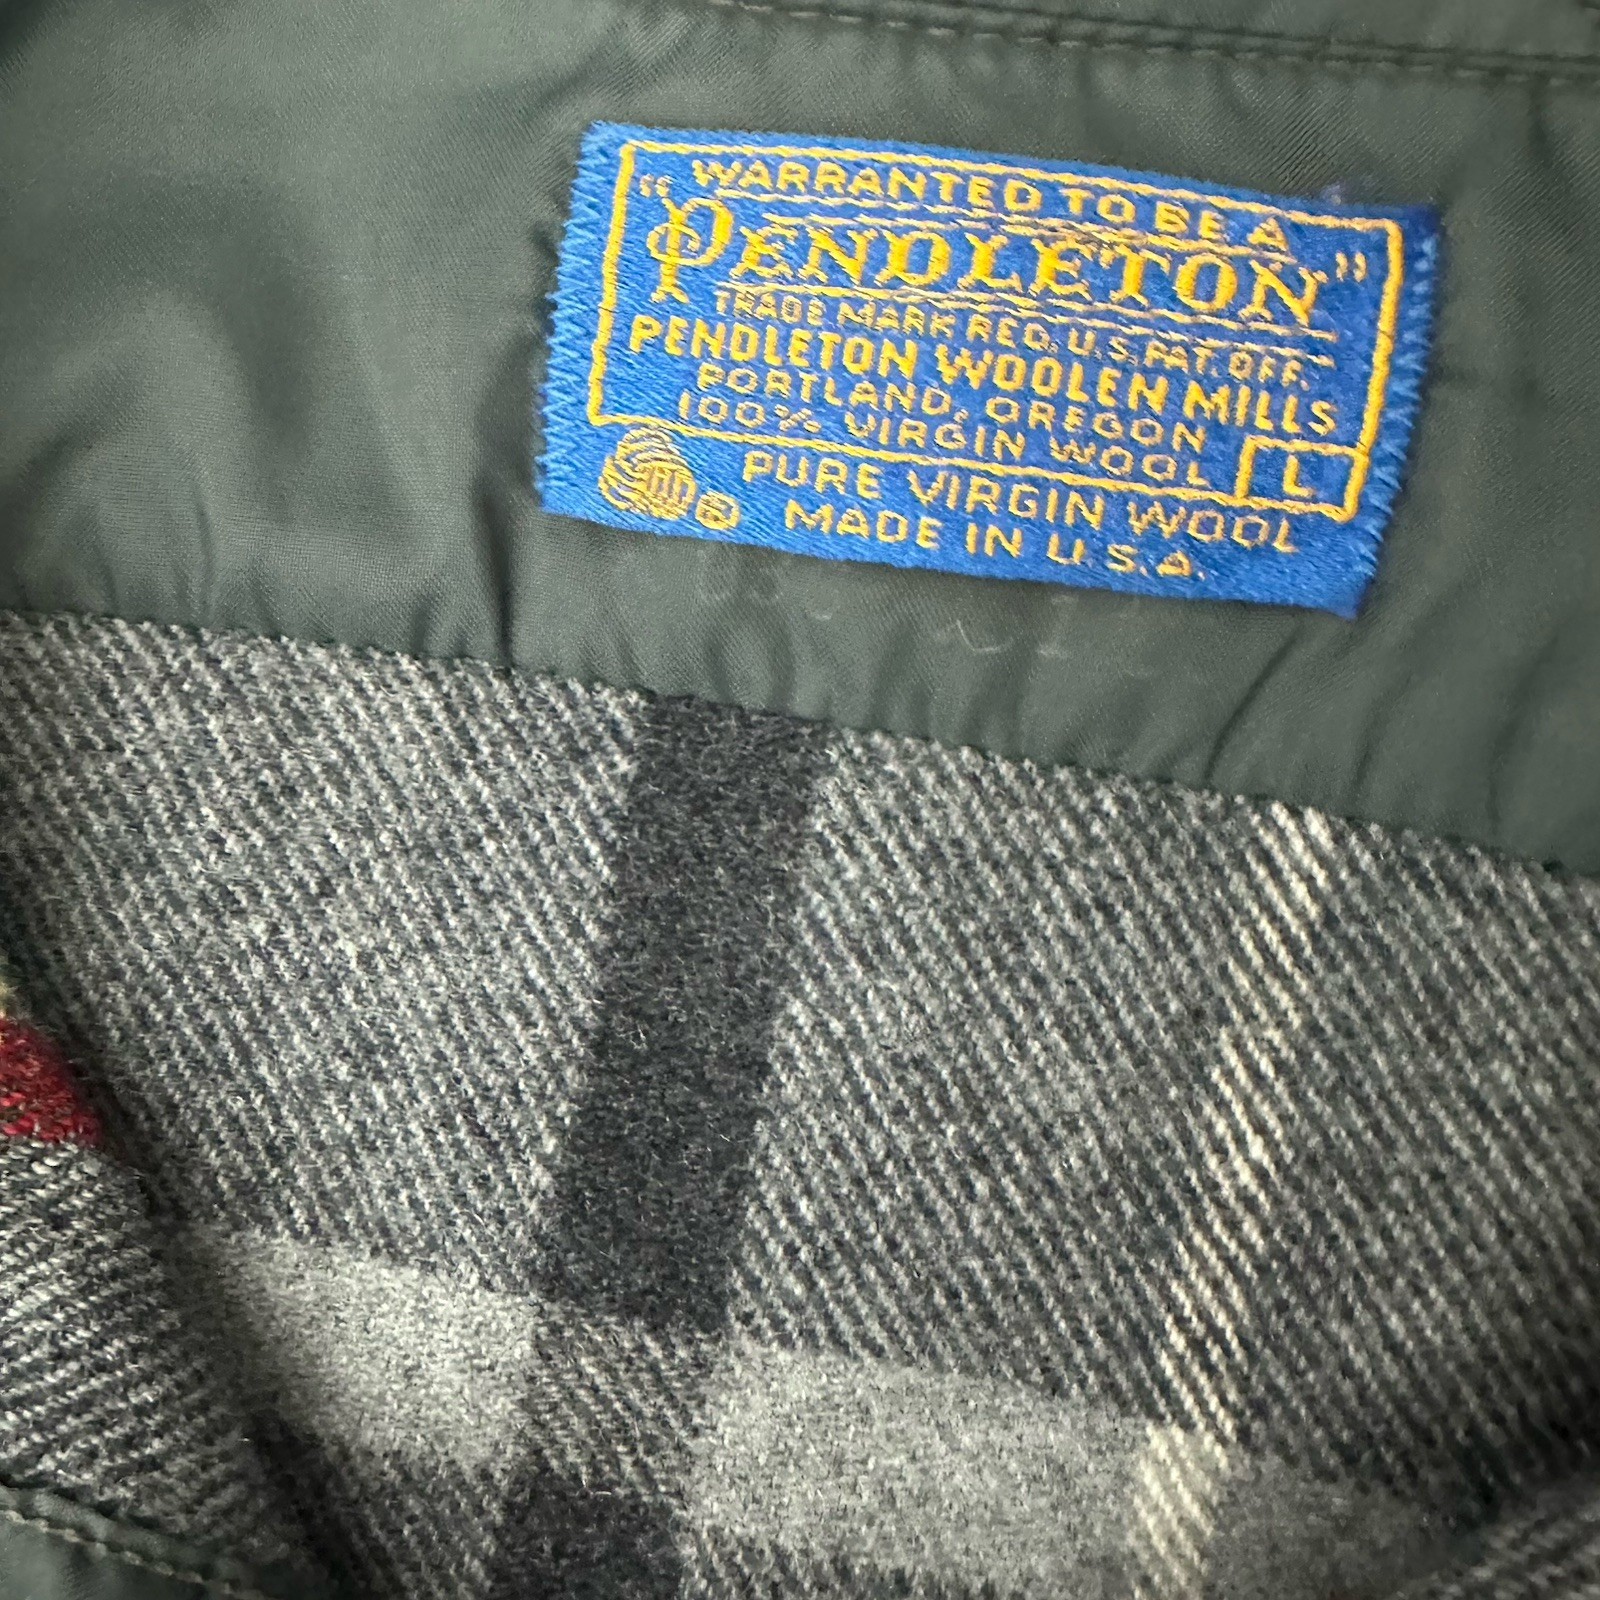 WARRANTED TO BE A
"PENDLETON"
TRADE MARK REG. U.S. PAT. OFF.
PENDLETON WOOLEN MILLS
PORTLAND, OREGON
100% VIRGIN WOOL L
PURE VIRGIN WOOL
R MADE IN U.S.A.